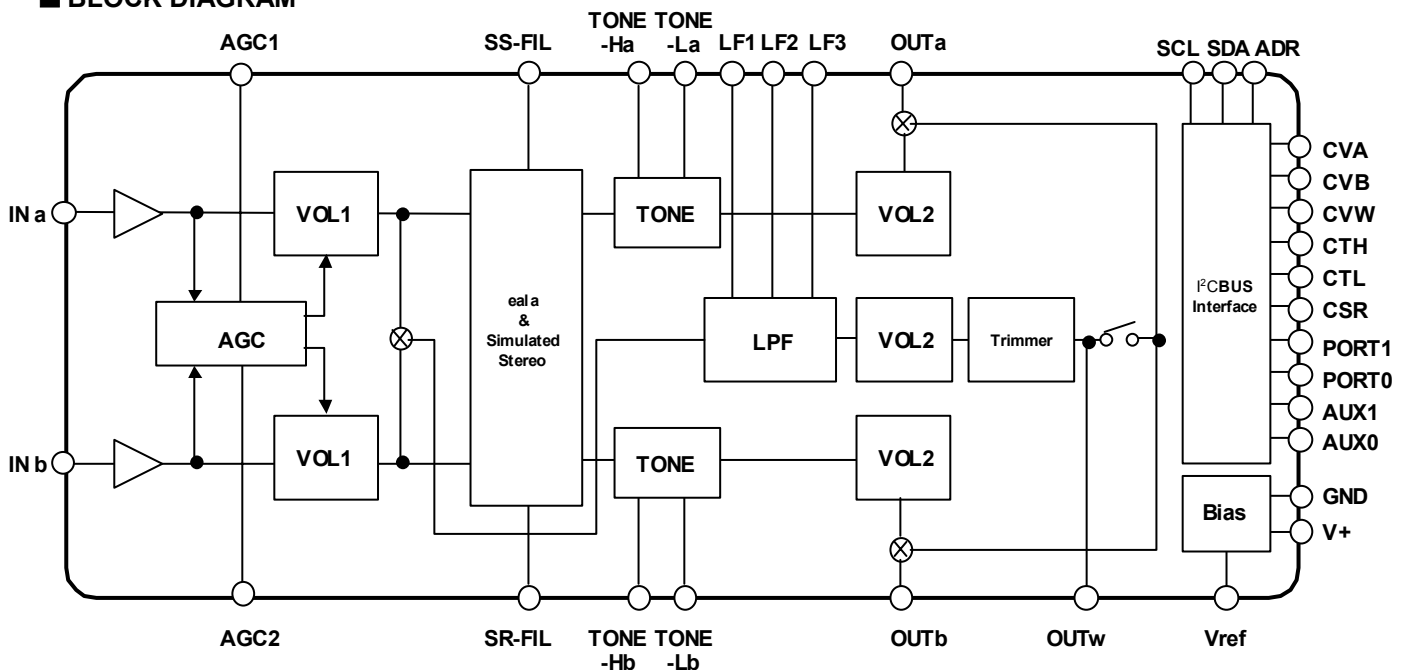 ■ BLOCK DIAGRAM
TONE TONE
AGC1 SS-FIL -Ha -La LF1 LF2 LF3 OUTa SCL SDA ADR
CVA
CVB
IN a VOL1 TONE VOL2 CVW
CTH
CTL
I²CBUS
Interface
CSR
eala
&
Simulated
Stereo
AGC LPF VOL2 Trimmer PORT1
PORT0
AUX1
AUX0
IN b VOL1 TONE VOL2
GND
Bias
V+
AGC2 SR-FIL TONE TONE OUTb OUTw Vref
-Hb -Lb